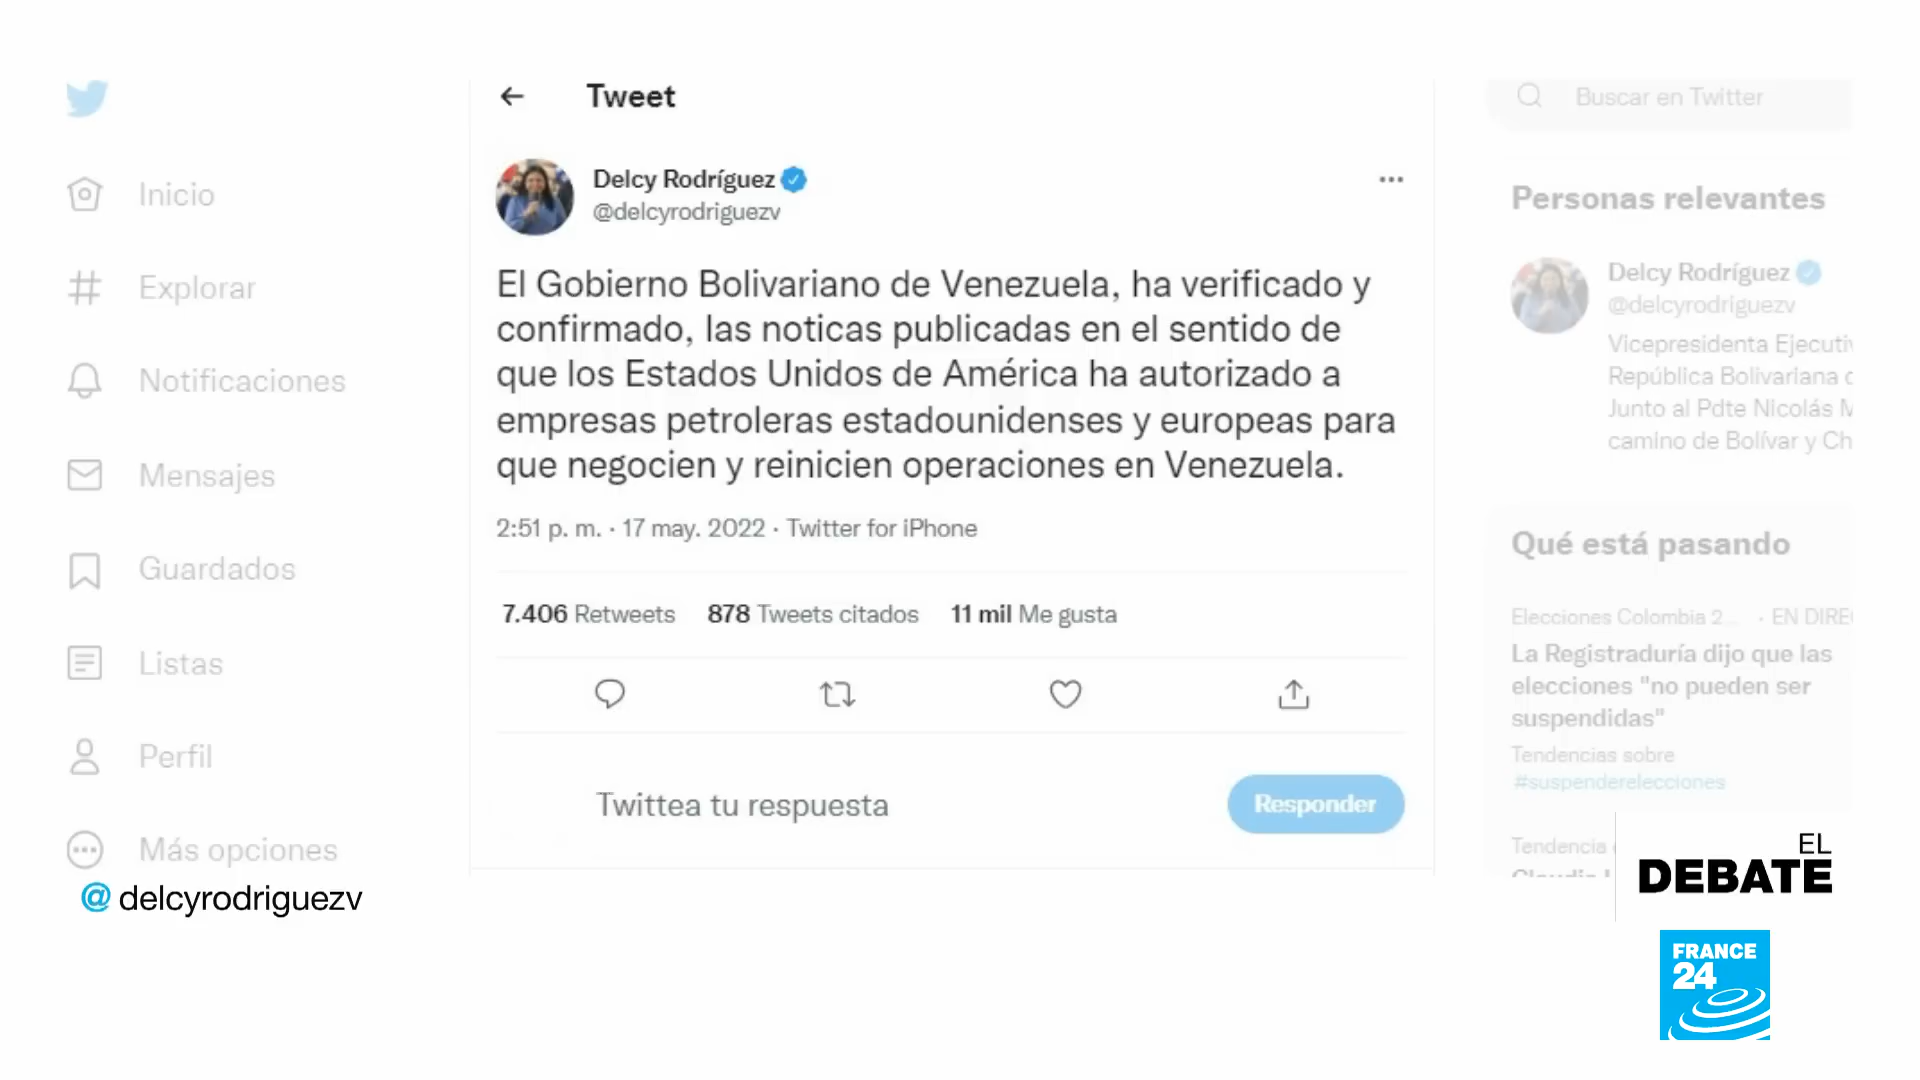 Tweet
Buscar en Twitter
Inicio
Explorar
Notificaciones
Mensajes
Guardados
Listas
Perfil
Más opciones
@ delcyrodriguezv
Delcy Rodríguez
@delcyrodriguezv
El Gobierno Bolivariano de Venezuela, ha verificado y
confirmado, las noticas publicadas en el sentido de
que los Estados Unidos de América ha autorizado a
empresas petroleras estadounidenses y europeas para
que negocien y reinicien operaciones en Venezuela.
2:51 p. m. · 17 may. 2022 · Twitter for iPhone
7.406 Retweets 878 Tweets citados 11 mil Me gusta
Twittea tu respuesta
Responder
Personas relevantes
Delcy Rodríguez
@delcyrodriguezv
Vicepresidenta
República Bolivariana
Junto al Pdte Nicolás M
camino de Bolívar y Ch
Qué está pasando
Elecciones Colombia 2... · EN
La Registraduría dijo que las
elecciones "no pueden ser
suspendidas"
Tendencias sobre
#suspenderelecciones
Tendencia
EL
DEBATE
FRANCE
24